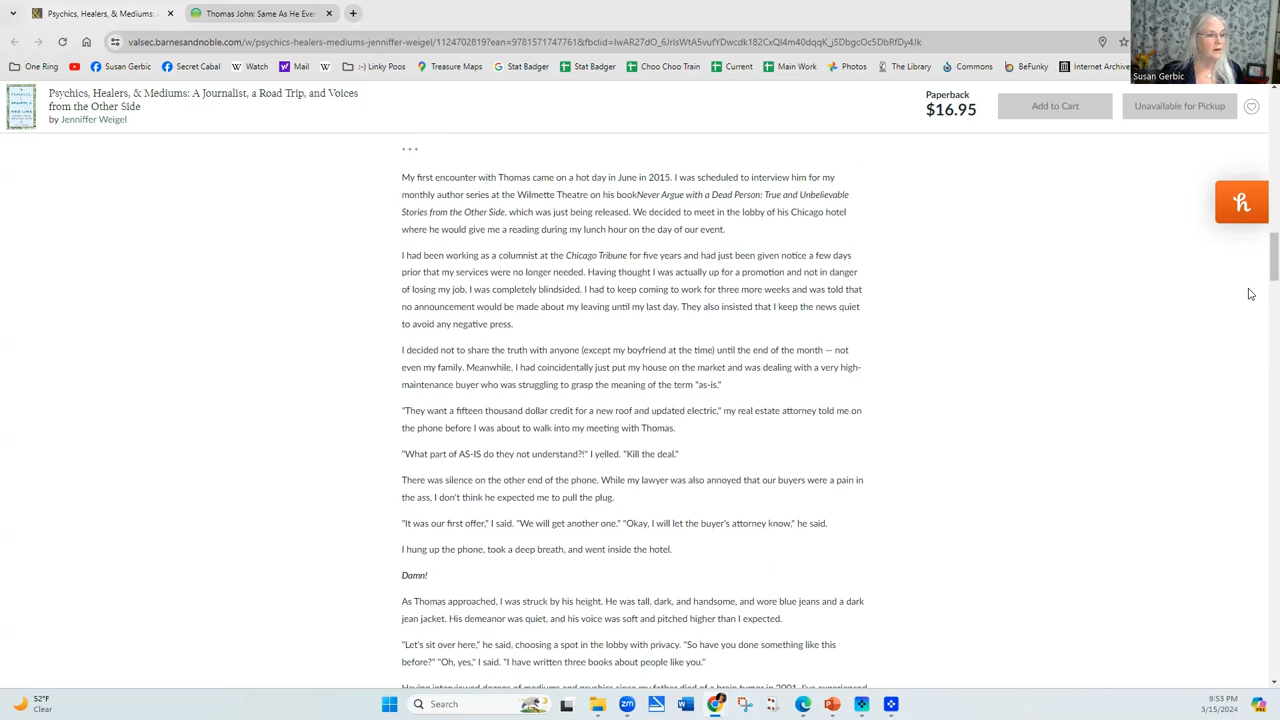 Psychics, Healers, & Mediums: A
Thomas John: Same As He Ever
valsec.barnesandnoble.com/w/psychics-healers-mediums-jenniffer-weigel/1124702819?ean=9781571747761&fbclid=
One Ring
Susan Gerbic
Secret Cabal
Watch
Mail
:-) Linky Poos
Treasure Maps
Stat Badger
Stat Badger
Choo Choo Train
Current
Main Work
Photos
The Library
Commons
BeFunky
Internet Archive
Susan Gerbic
Psychics, Healers, & Mediums: A Journalist, a Road Trip, and Voices
from the Other Side
by Jenniffer Weigel
Paperback
$16.95
Add to Cart
Unavailable for Pickup
* * *
My first encounter with Thomas came on a hot day in June in 2015. I was scheduled to interview him for my
monthly author series at the Wilmette Theatre on his bookNever Argue with a Dead Person: True and Unbelievable
Stories from the Other Side, which was just being released. We decided to meet in the lobby of his Chicago hotel
where he would give me a reading during my lunch hour on the day of our event.
I had been working as a columnist at the Chicago Tribune for five years and had just been given notice a few days
prior that my services were no longer needed. Having thought I was actually up for a promotion and not in danger
of losing my job, I was completely blindsided. I had to keep coming to work for three more weeks and was told that
no announcement would be made about my leaving until my last day. They also insisted that I keep the news quiet
to avoid any negative press.
I decided not to share the truth with anyone (except my boyfriend at the time) until the end of the month — not
even my family. Meanwhile, I had coincidentally just put my house on the market and was dealing with a very high-
maintenance buyer who was struggling to grasp the meaning of the term "as-is."
"They want a fifteen thousand dollar credit for a new roof and updated electric," my real estate attorney told me on
the phone before I was about to walk into my meeting with Thomas.
"What part of AS-IS do they not understand?!" I yelled. "Kill the deal."
There was silence on the other end of the phone. While my lawyer was also annoyed that our buyers were a pain in
the ass, I don't think he expected me to pull the plug.
"It was our first offer," I said. "We will get another one." "Okay, I will let the buyer's attorney know," he said.
I hung up the phone, took a deep breath, and went inside the hotel.
Damn!
As Thomas approached, I was struck by his height. He was tall, dark, and handsome, and wore blue jeans and a dark
jean jacket. His demeanor was quiet, and his voice was soft and pitched higher than I expected.
"Let's sit over here," he said, choosing a spot in the lobby with privacy. "So have you done something like this
before?" "Oh, yes," I said. "I have written three books about people like you."
Having interviewed dozens of mediums and psychics since my father died of a brain tumor in 2001, I've experienced
52°F
Clear
Search
9:53 PM
3/15/2024